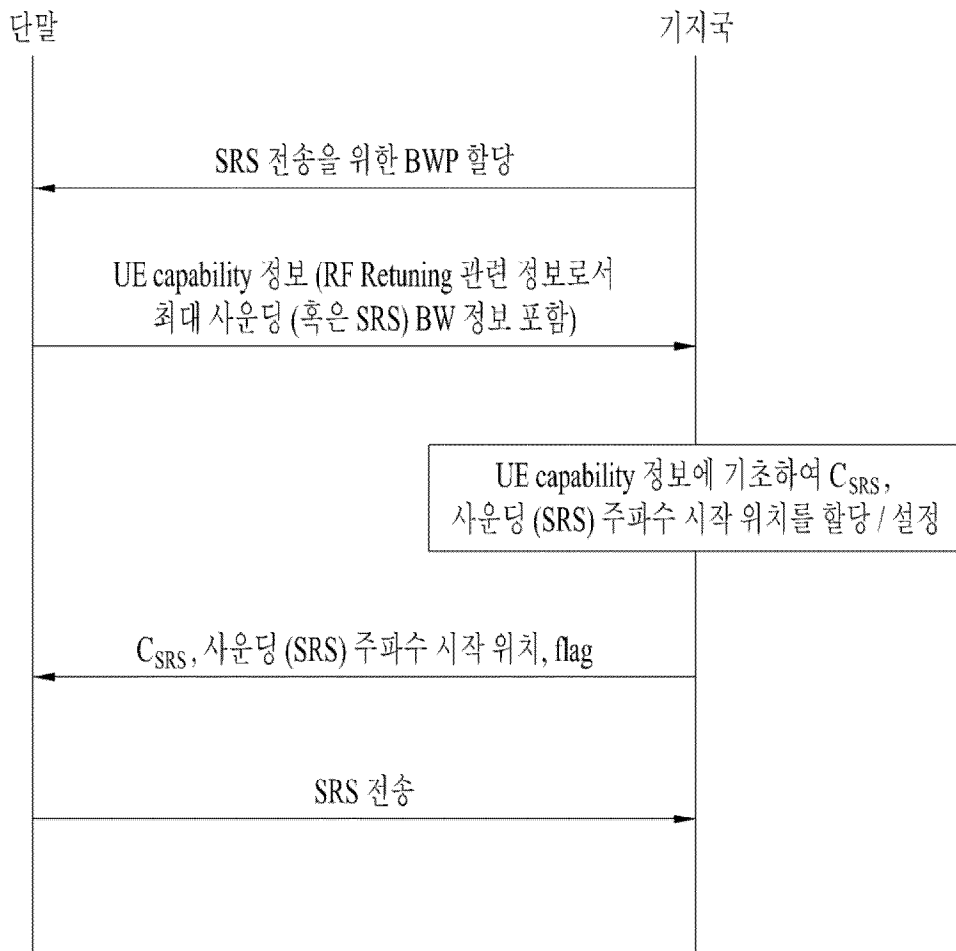 단말
기지국
SRS 전송을 위한 BWP 할당
UE capability 정보 (RF Retuning 관련 정보로서
최대 사운딩 (혹은 SRS) BW 정보 포함)
UE capability 정보에 기초하여 C_SRS,
사운딩 (SRS) 주파수 시작 위치를 할당 / 설정
C_SRS, 사운딩 (SRS) 주파수 시작 위치, flag
SRS 전송